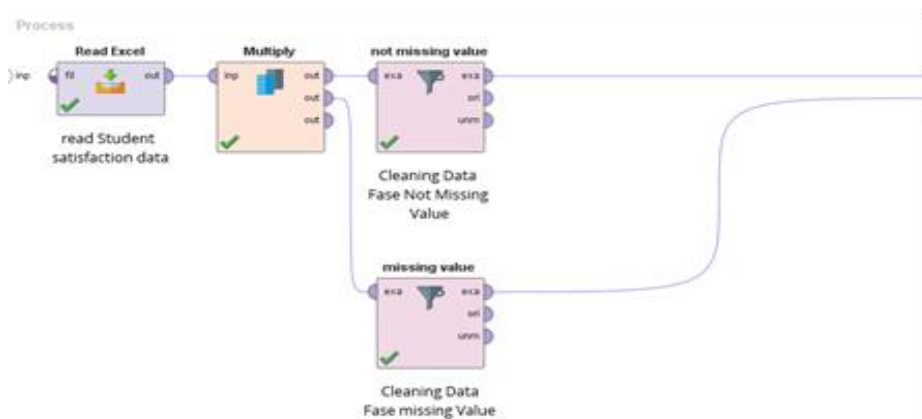 Process
Read Excel
Multiply
not missing value
inp
fil
out
inp
out
out
out
exa
exa
ori
unm
read Student
satisfaction data
Cleaning Data
Fase Not Missing
Value
missing value
exa
exa
ori
unm
Cleaning Data
Fase missing Value